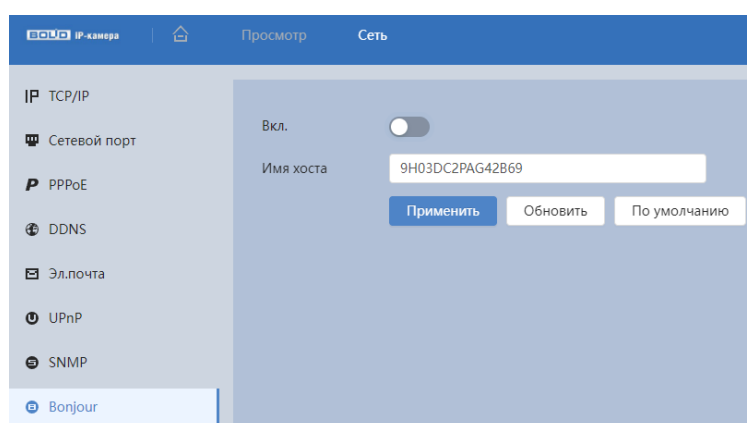 BOLID IP-камера
Просмотр
Сеть
IP TCP/IP
Сетевой порт
P PPPoE
DDNS
Эл.почта
UPnP
SNMP
Bonjour
Вкл.
Имя хоста
9H03DC2PAG42B69
Применить
Обновить
По умолчанию